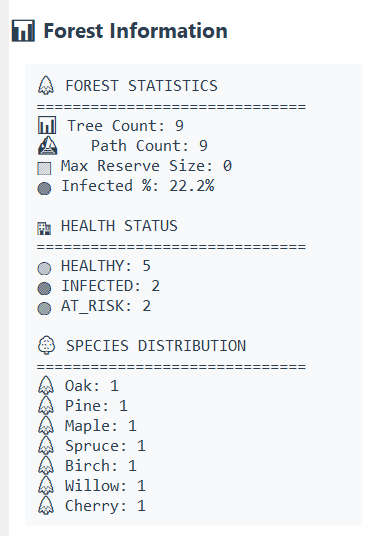 Forest Information
FOREST STATISTICS
==============================
Tree Count: 9
Path Count: 9
Max Reserve Size: 0
Infected %: 22.2%
HEALTH STATUS
==============================
HEALTHY: 5
INFECTED: 2
AT_RISK: 2
SPECIES DISTRIBUTION
==============================
Oak: 1
Pine: 1
Maple: 1
Spruce: 1
Birch: 1
Willow: 1
Cherry: 1